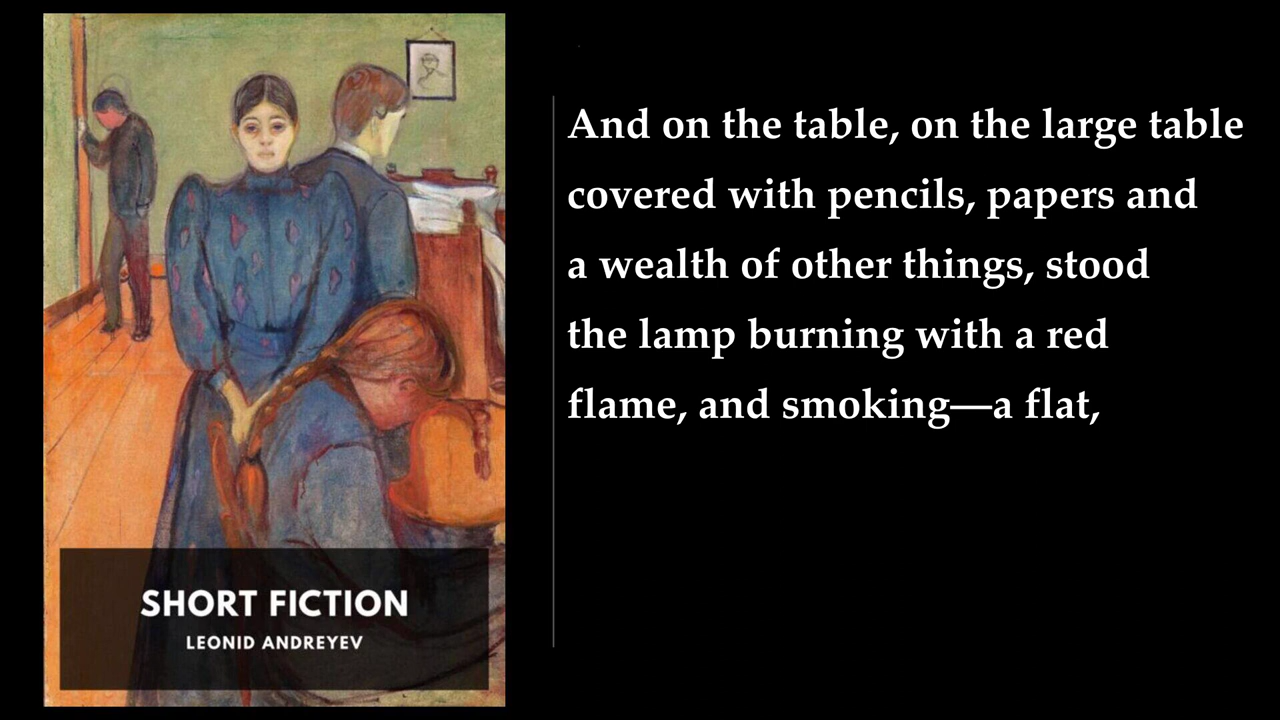 And on the table, on the large table
covered with pencils, papers and
a wealth of other things, stood
the lamp burning with a red
flame, and smoking—a flat,
SHORT FICTION
LEONID ANDREYEV